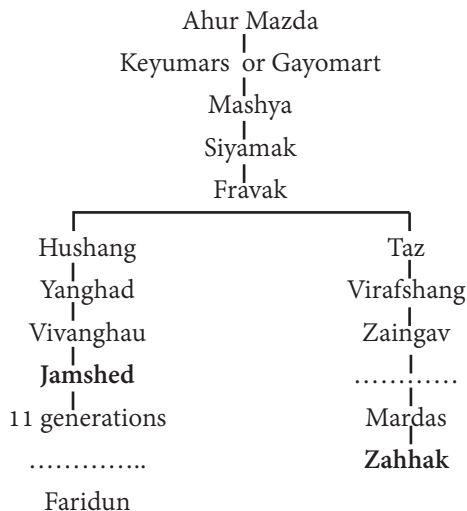 Ahur Mazda
Keyumars or Gayomart
Mashya
Siyamak
Fravak
Hushang
Yanghad
Vivanghau
Jamshed
11 generations
…………..
Faridun
Taz
Virafshang
Zaingav
…………
Mardas
Zahhak